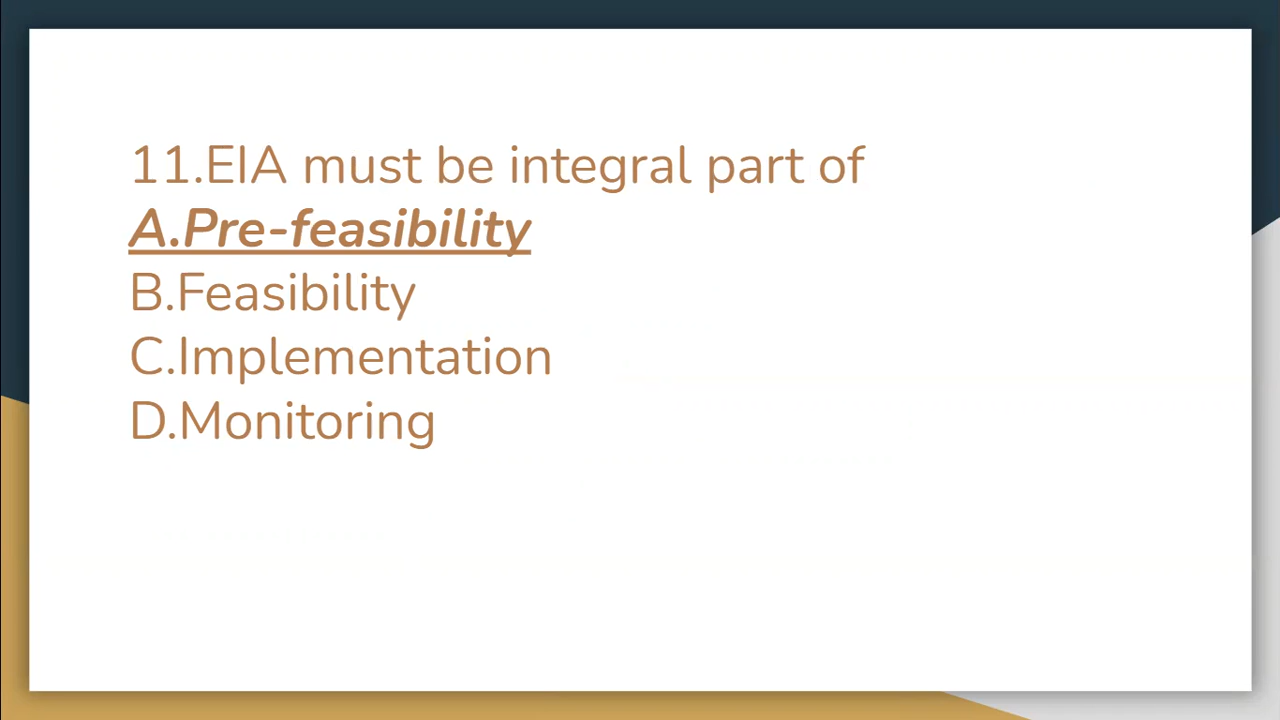 11.EIA must be integral part of
A.Pre-feasibility
B.Feasibility
C.Implementation
D.Monitoring